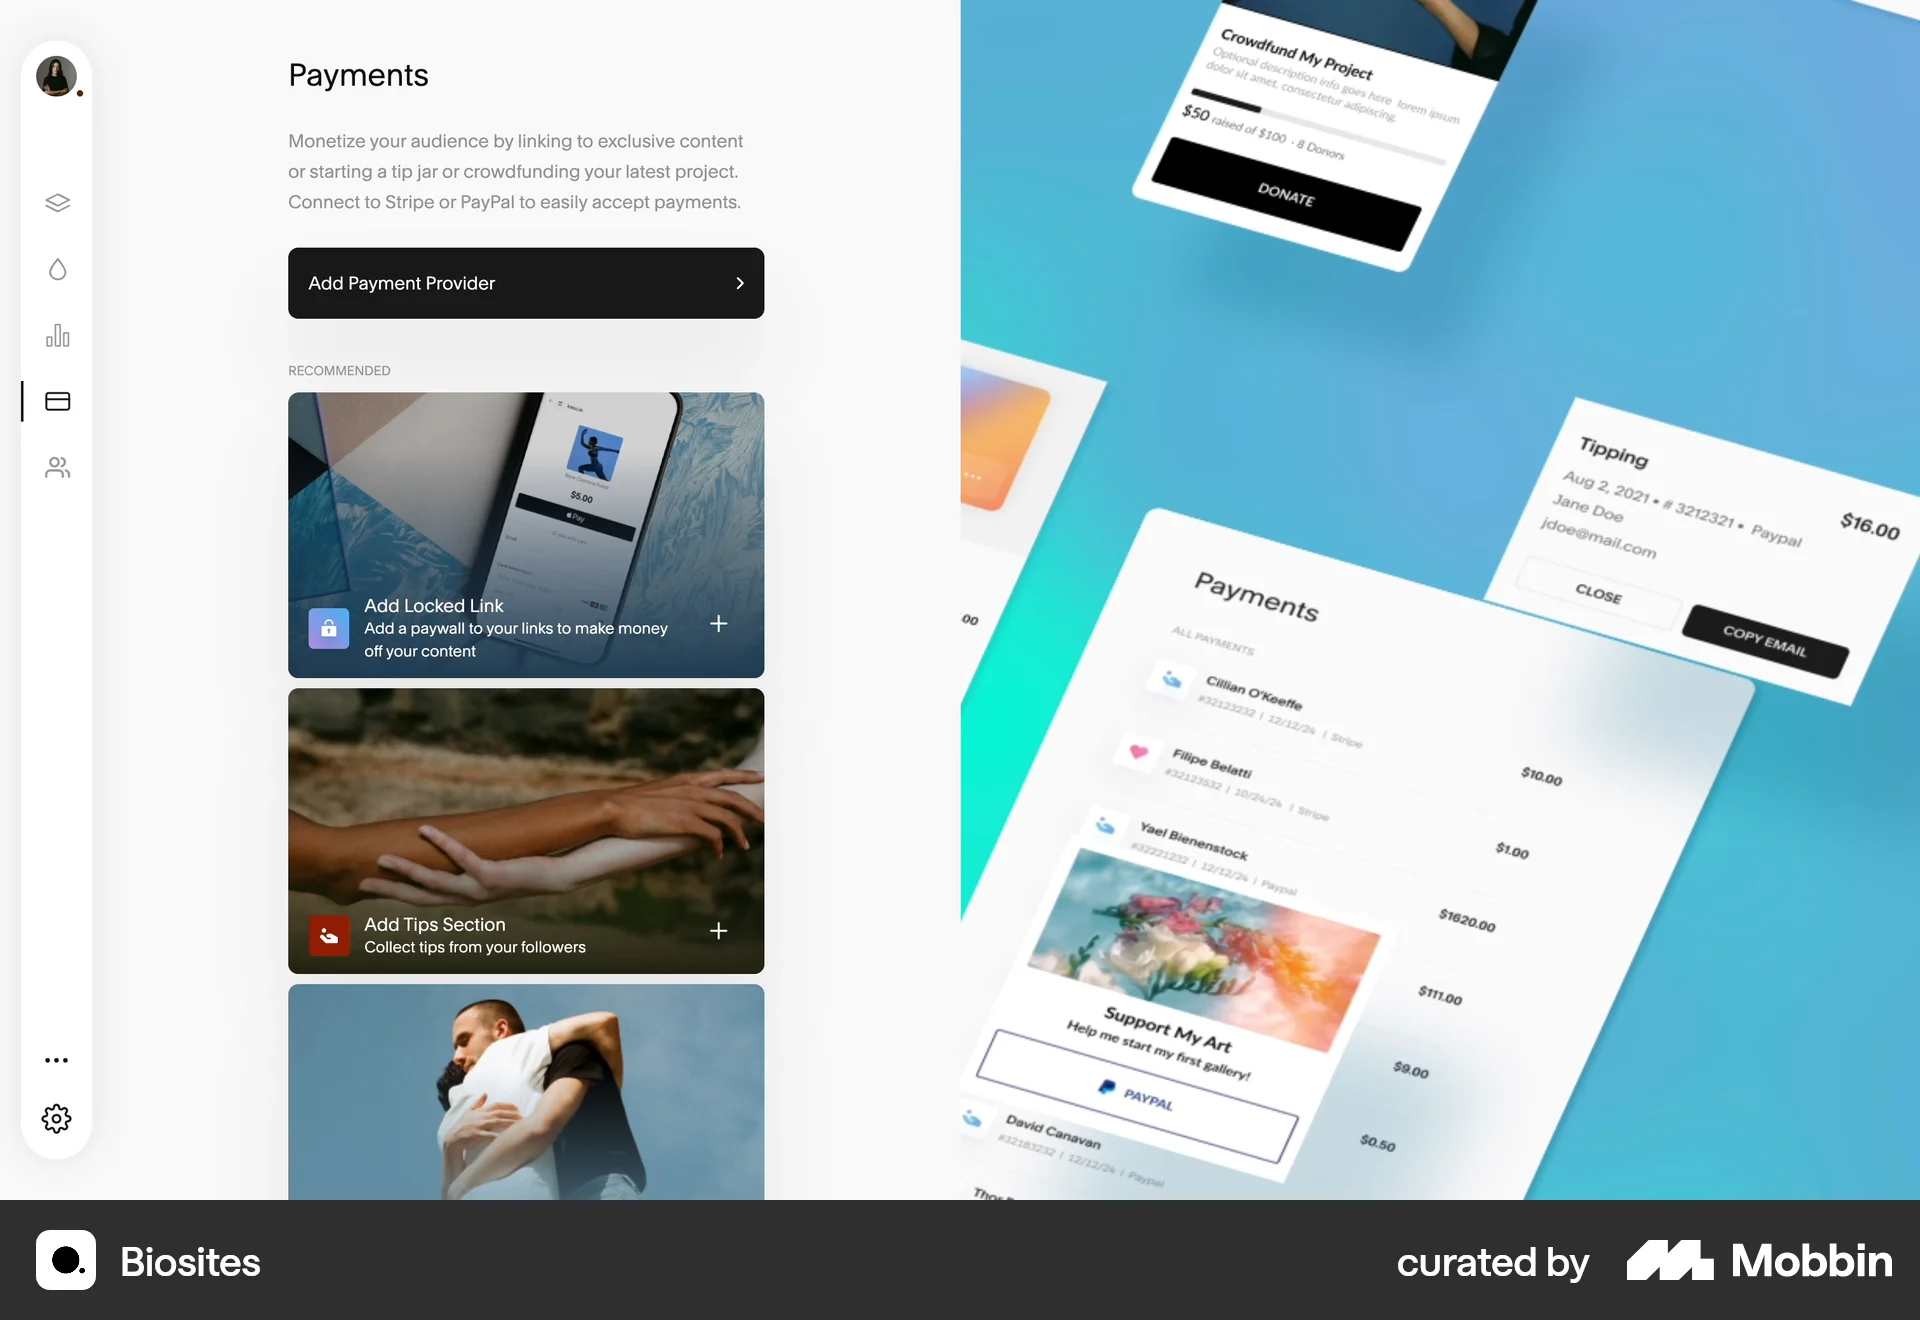 Payments
Monetize your audience by linking to exclusive content
or starting a tip jar or crowdfunding your latest project.
Connect to Stripe or PayPal to easily accept payments.
Add Payment Provider
RECOMMENDED
$5.00
Pay
Add Locked Link
Add a paywall to your links to make money
off your content
Add Tips Section
Collect tips from your followers
Crowdfund My Project
Optional description info goes here lorem ipsum
dolor sit amet, consectetur adipiscing.
$50 raised of $100 · 8 Donors
DONATE
Tipping
Aug 2, 2021 • # 3212321 • Paypal
Jane Doe
jdoe@mail.com
$16.00
CLOSE
COPY EMAIL
00
Payments
ALL PAYMENTS
Cillian O'Keeffe
#32123232 | 12/12/24 | Stripe
$10.00
Filipe Belatti
#32123532 | 10/24/24 | Stripe
$1.00
Yael Bienenstock
#32221232 | 12/12/24 | Paypal
$1620.00
$111.00
$9.00
$0.50
Support My Art
Help me start my first gallery!
PAYPAL
David Canavan
#32183232 | 12/12/24 | Paypal
Biosites
curated by
Mobbin